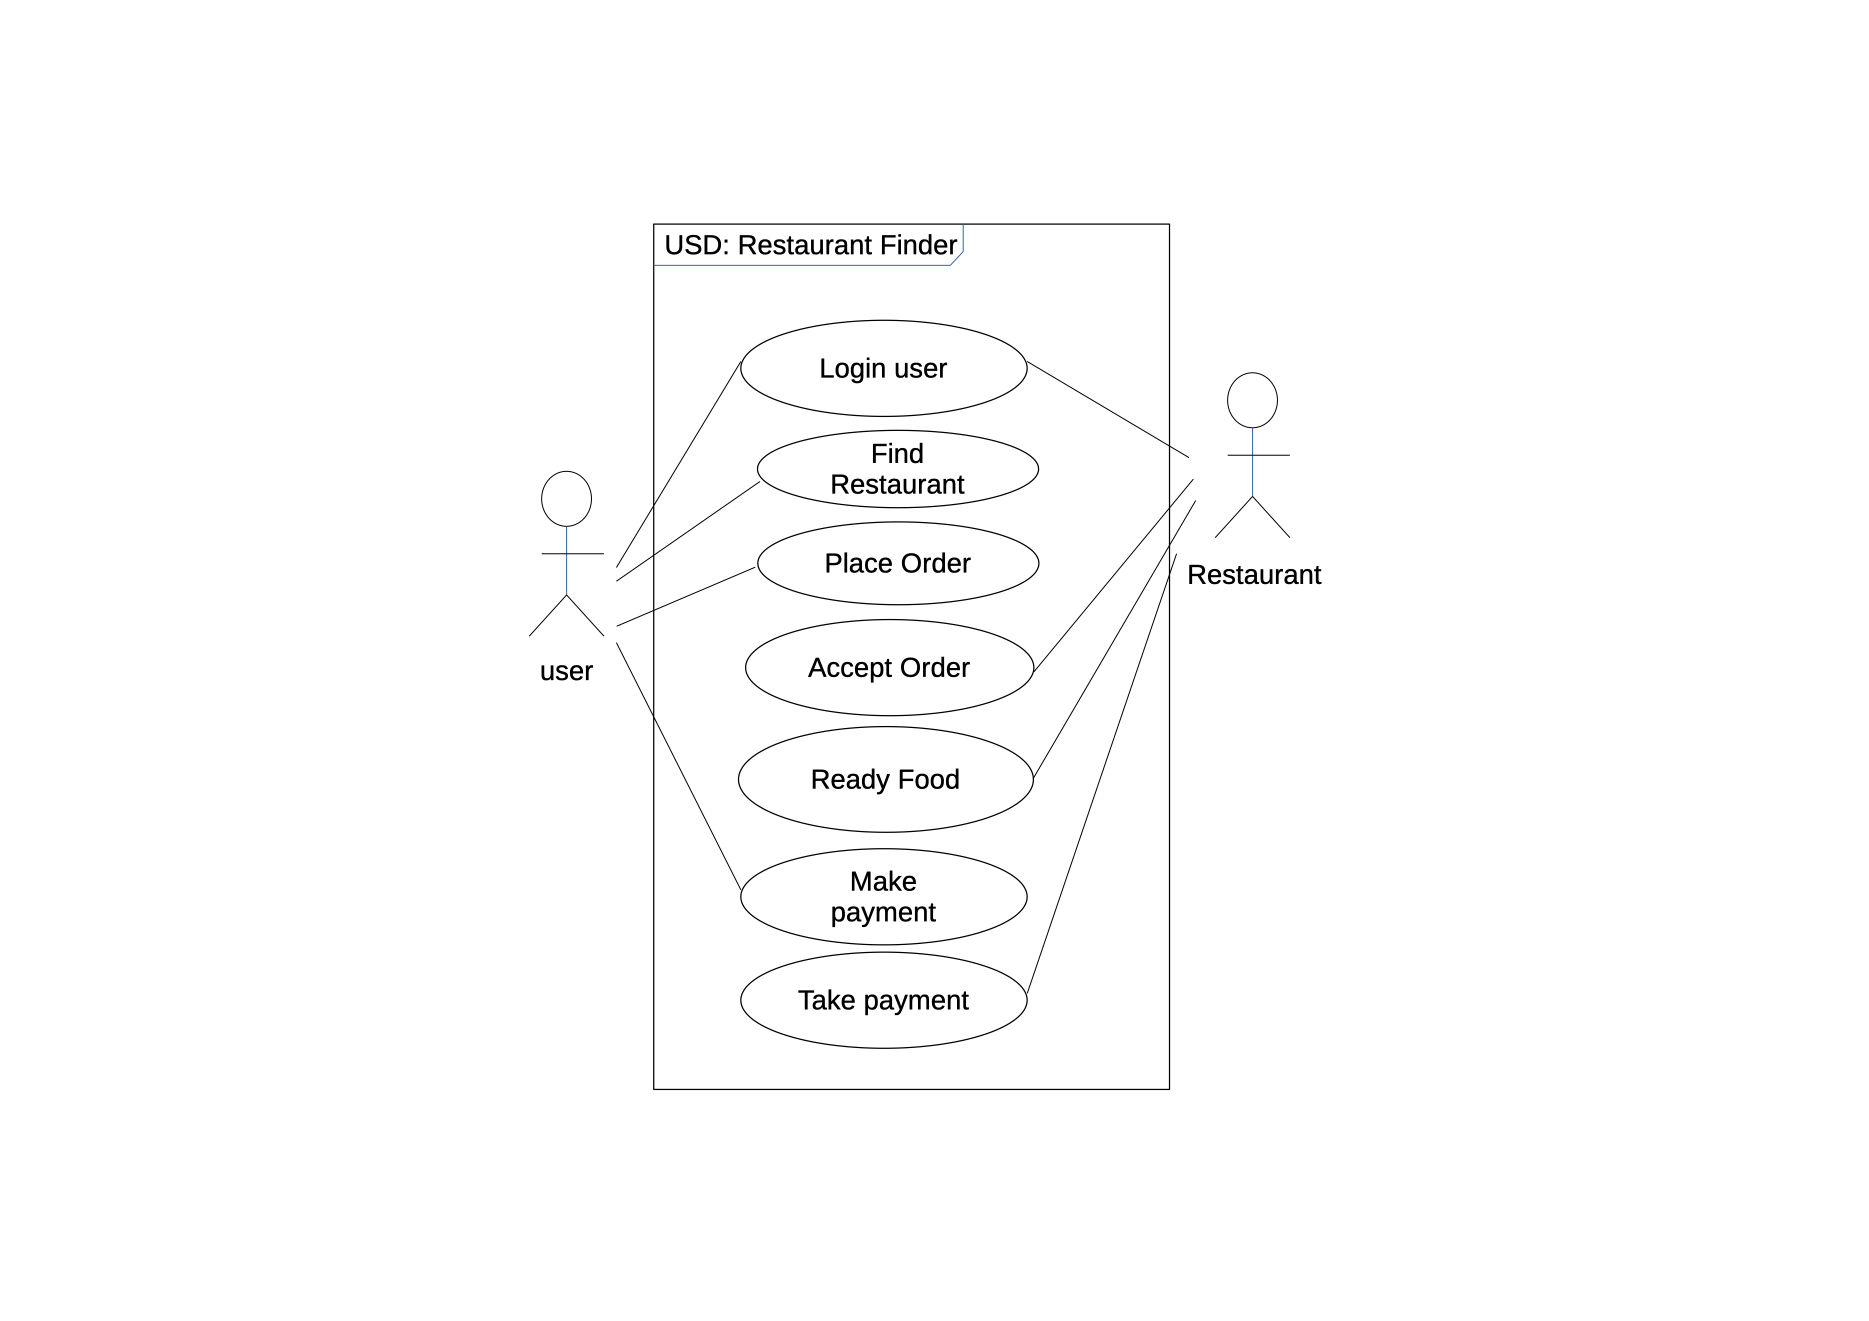 USD: Restaurant Finder
Login user
Find
Restaurant
Place Order
Restaurant
Accept Order
user
Ready Food
Make
payment
Take payment